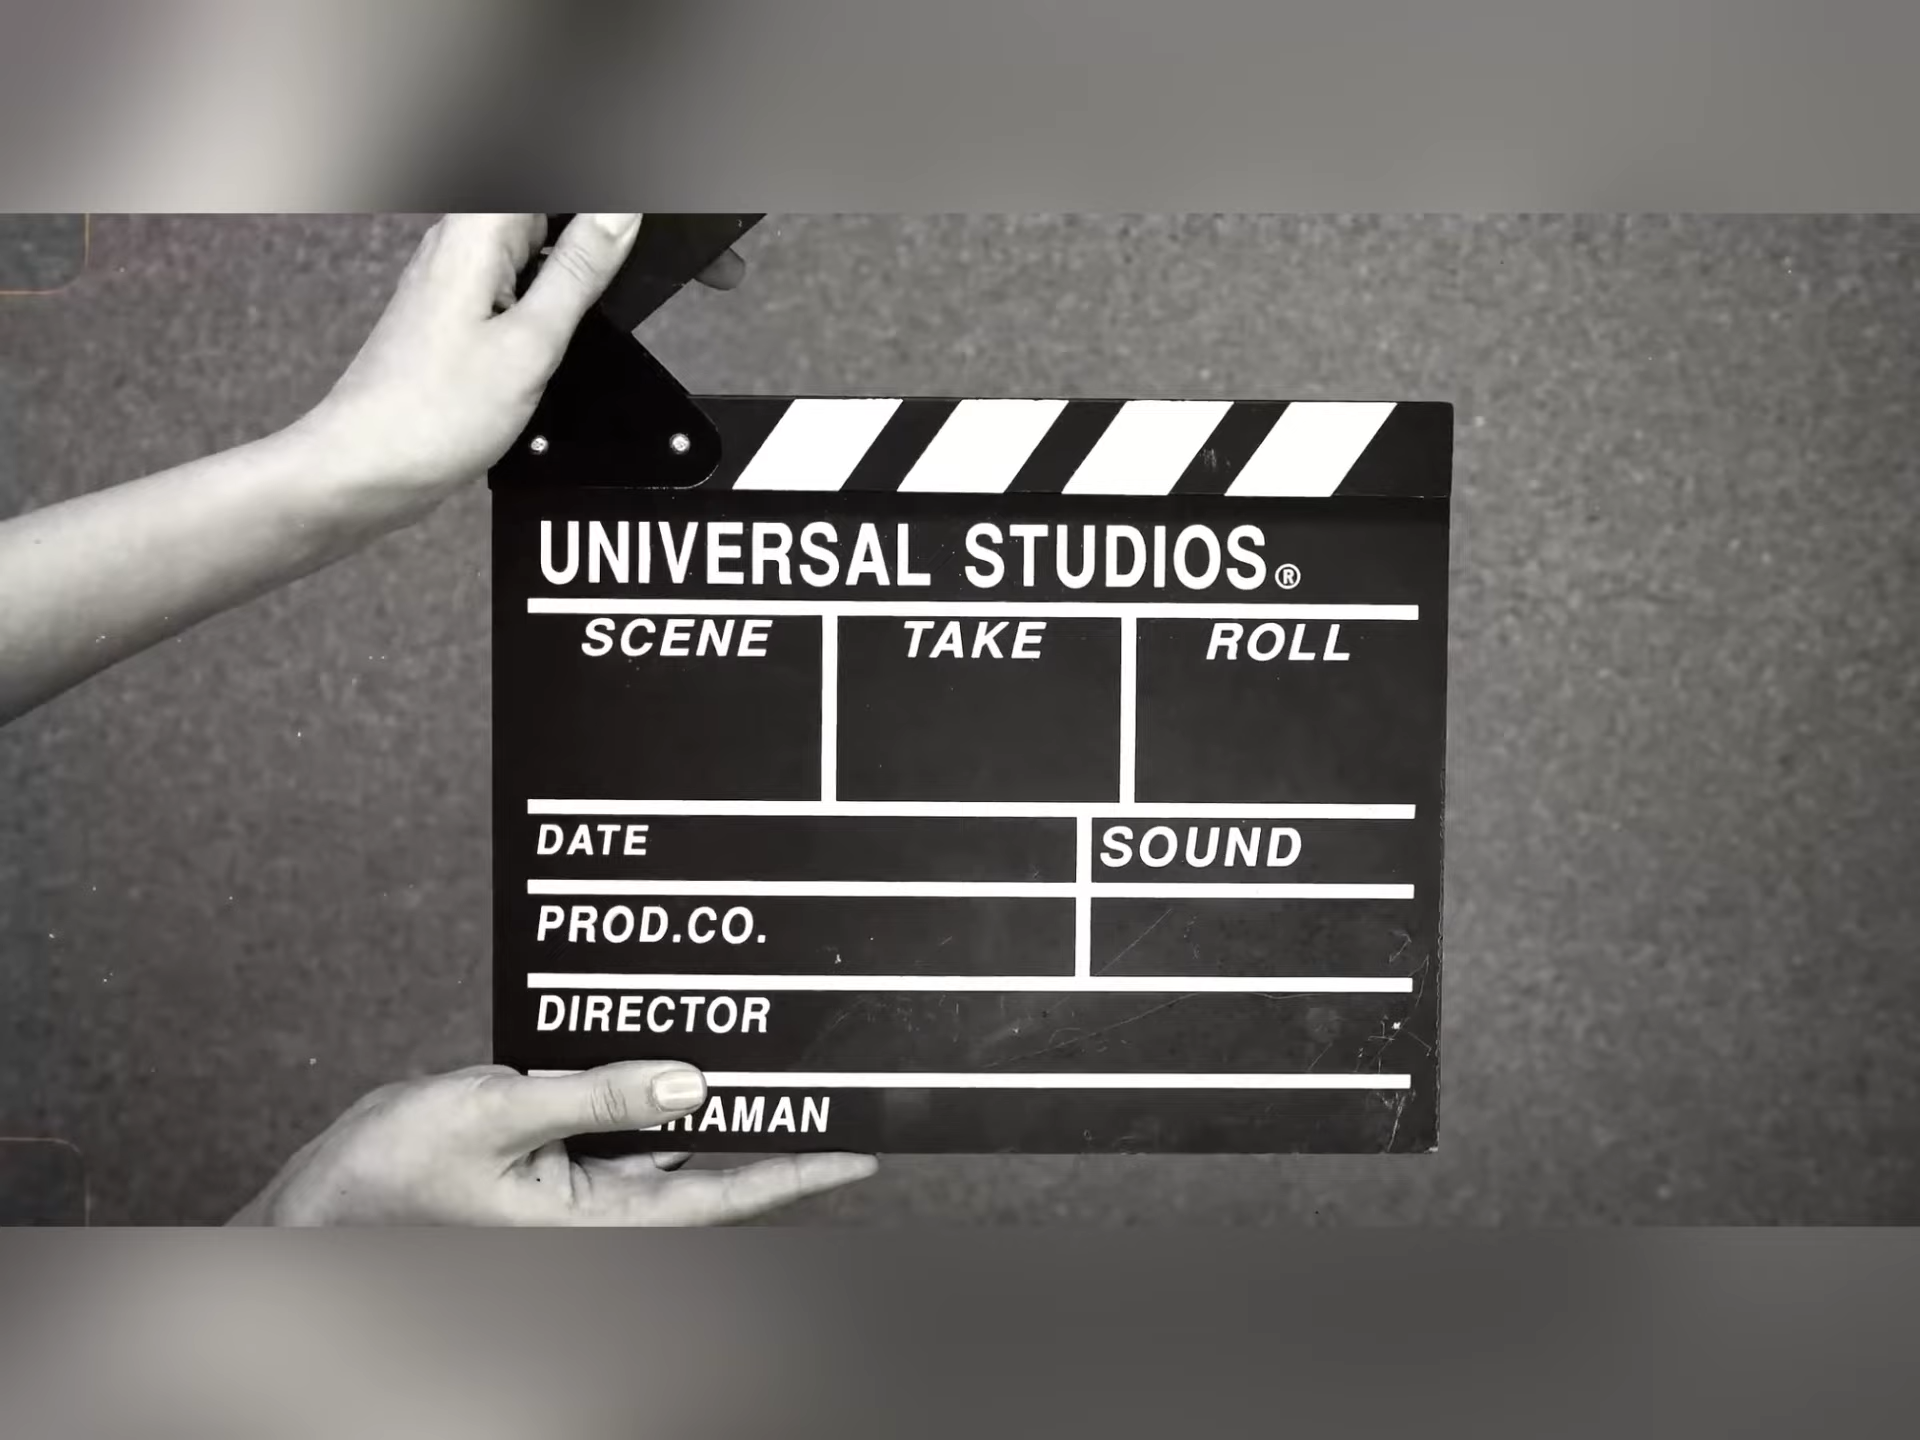 UNIVERSAL STUDIOS®
SCENE TAKE ROLL
DATE SOUND
PROD.CO.
DIRECTOR